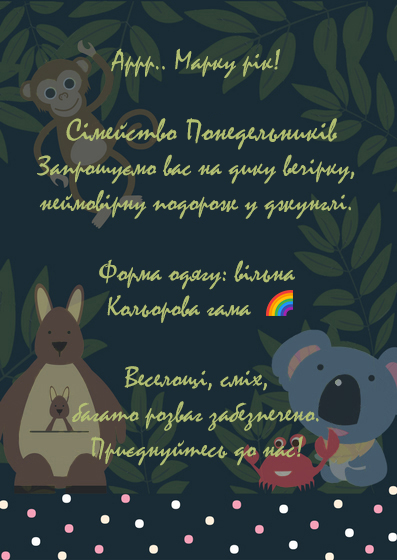 Аррр.. Марку рік!
Сімейство Понедельників
Запрошуємо вас на дику вечірку,
неймовірну подорож у джунглі.
Форма одягу: вільна
Кольорова гама 🌈
Веселощі, сміх,
багато розваг забезпечено.
Приєднуйтесь до нас!